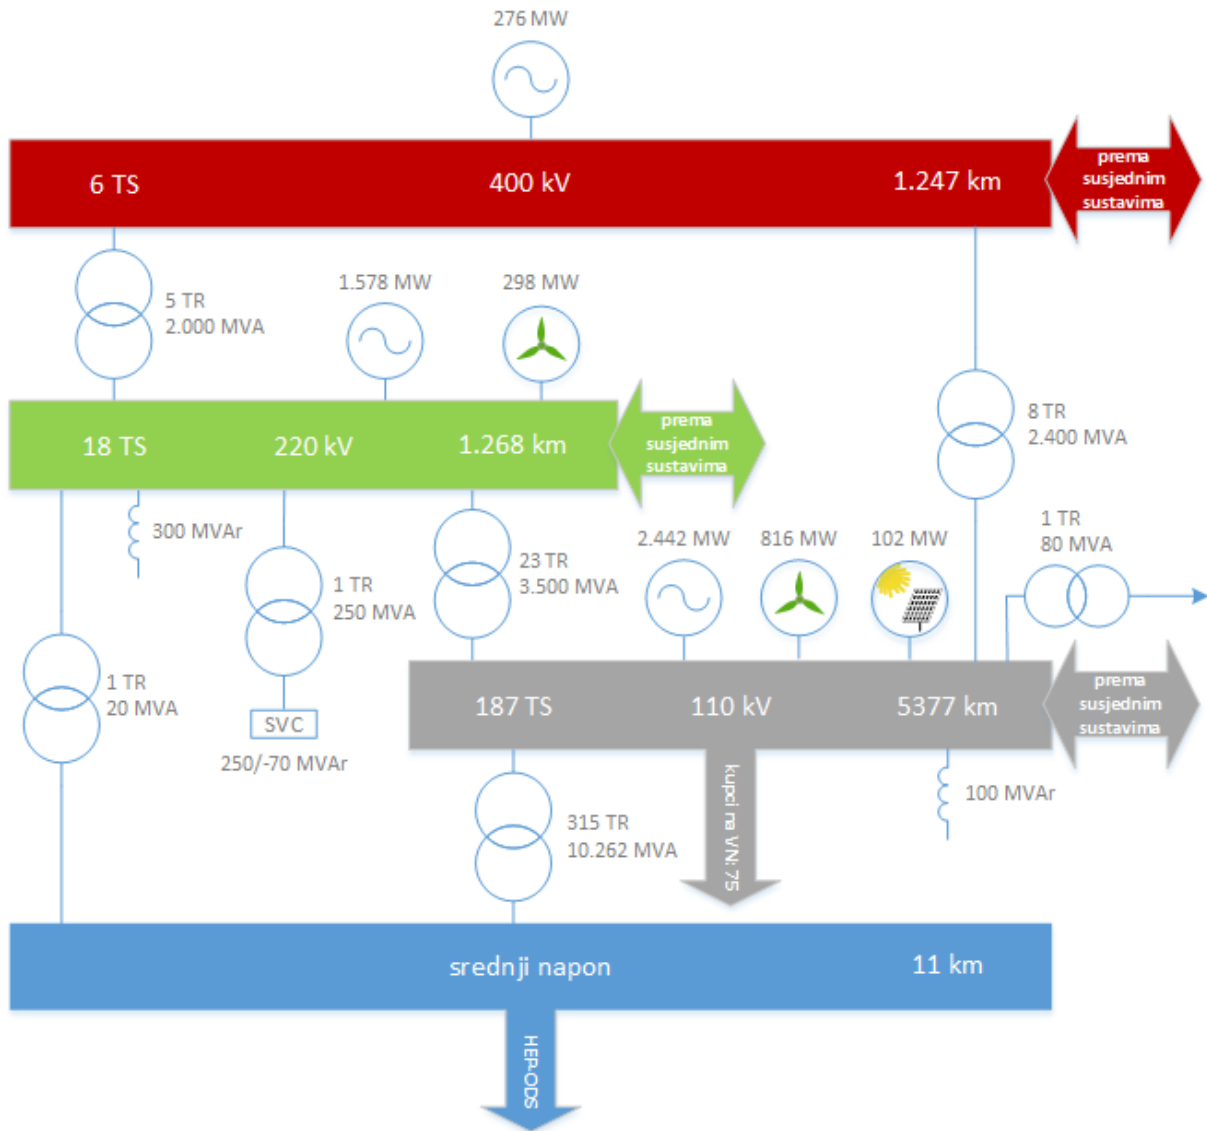 276 MW
6 TS
400 kV
1.247 km
prema
susjednim
sustavima
5 TR
2.000 MVA
1.578 MW
298 MW
8 TR
2.400 MVA
18 TS
220 kV
1.268 km
prema
susjednim
sustavima
300 MVAr
1 TR
250 MVA
23 TR
3.500 MVA
2.442 MW
816 MW
102 MW
1 TR
80 MVA
1 TR
20 MVA
SVC
250/-70 MVAr
187 TS
110 kV
5377 km
prema
susjednim
sustavima
kupci na VN: 75
100 MVAr
315 TR
10.262 MVA
srednji napon
11 km
HEP-ODS